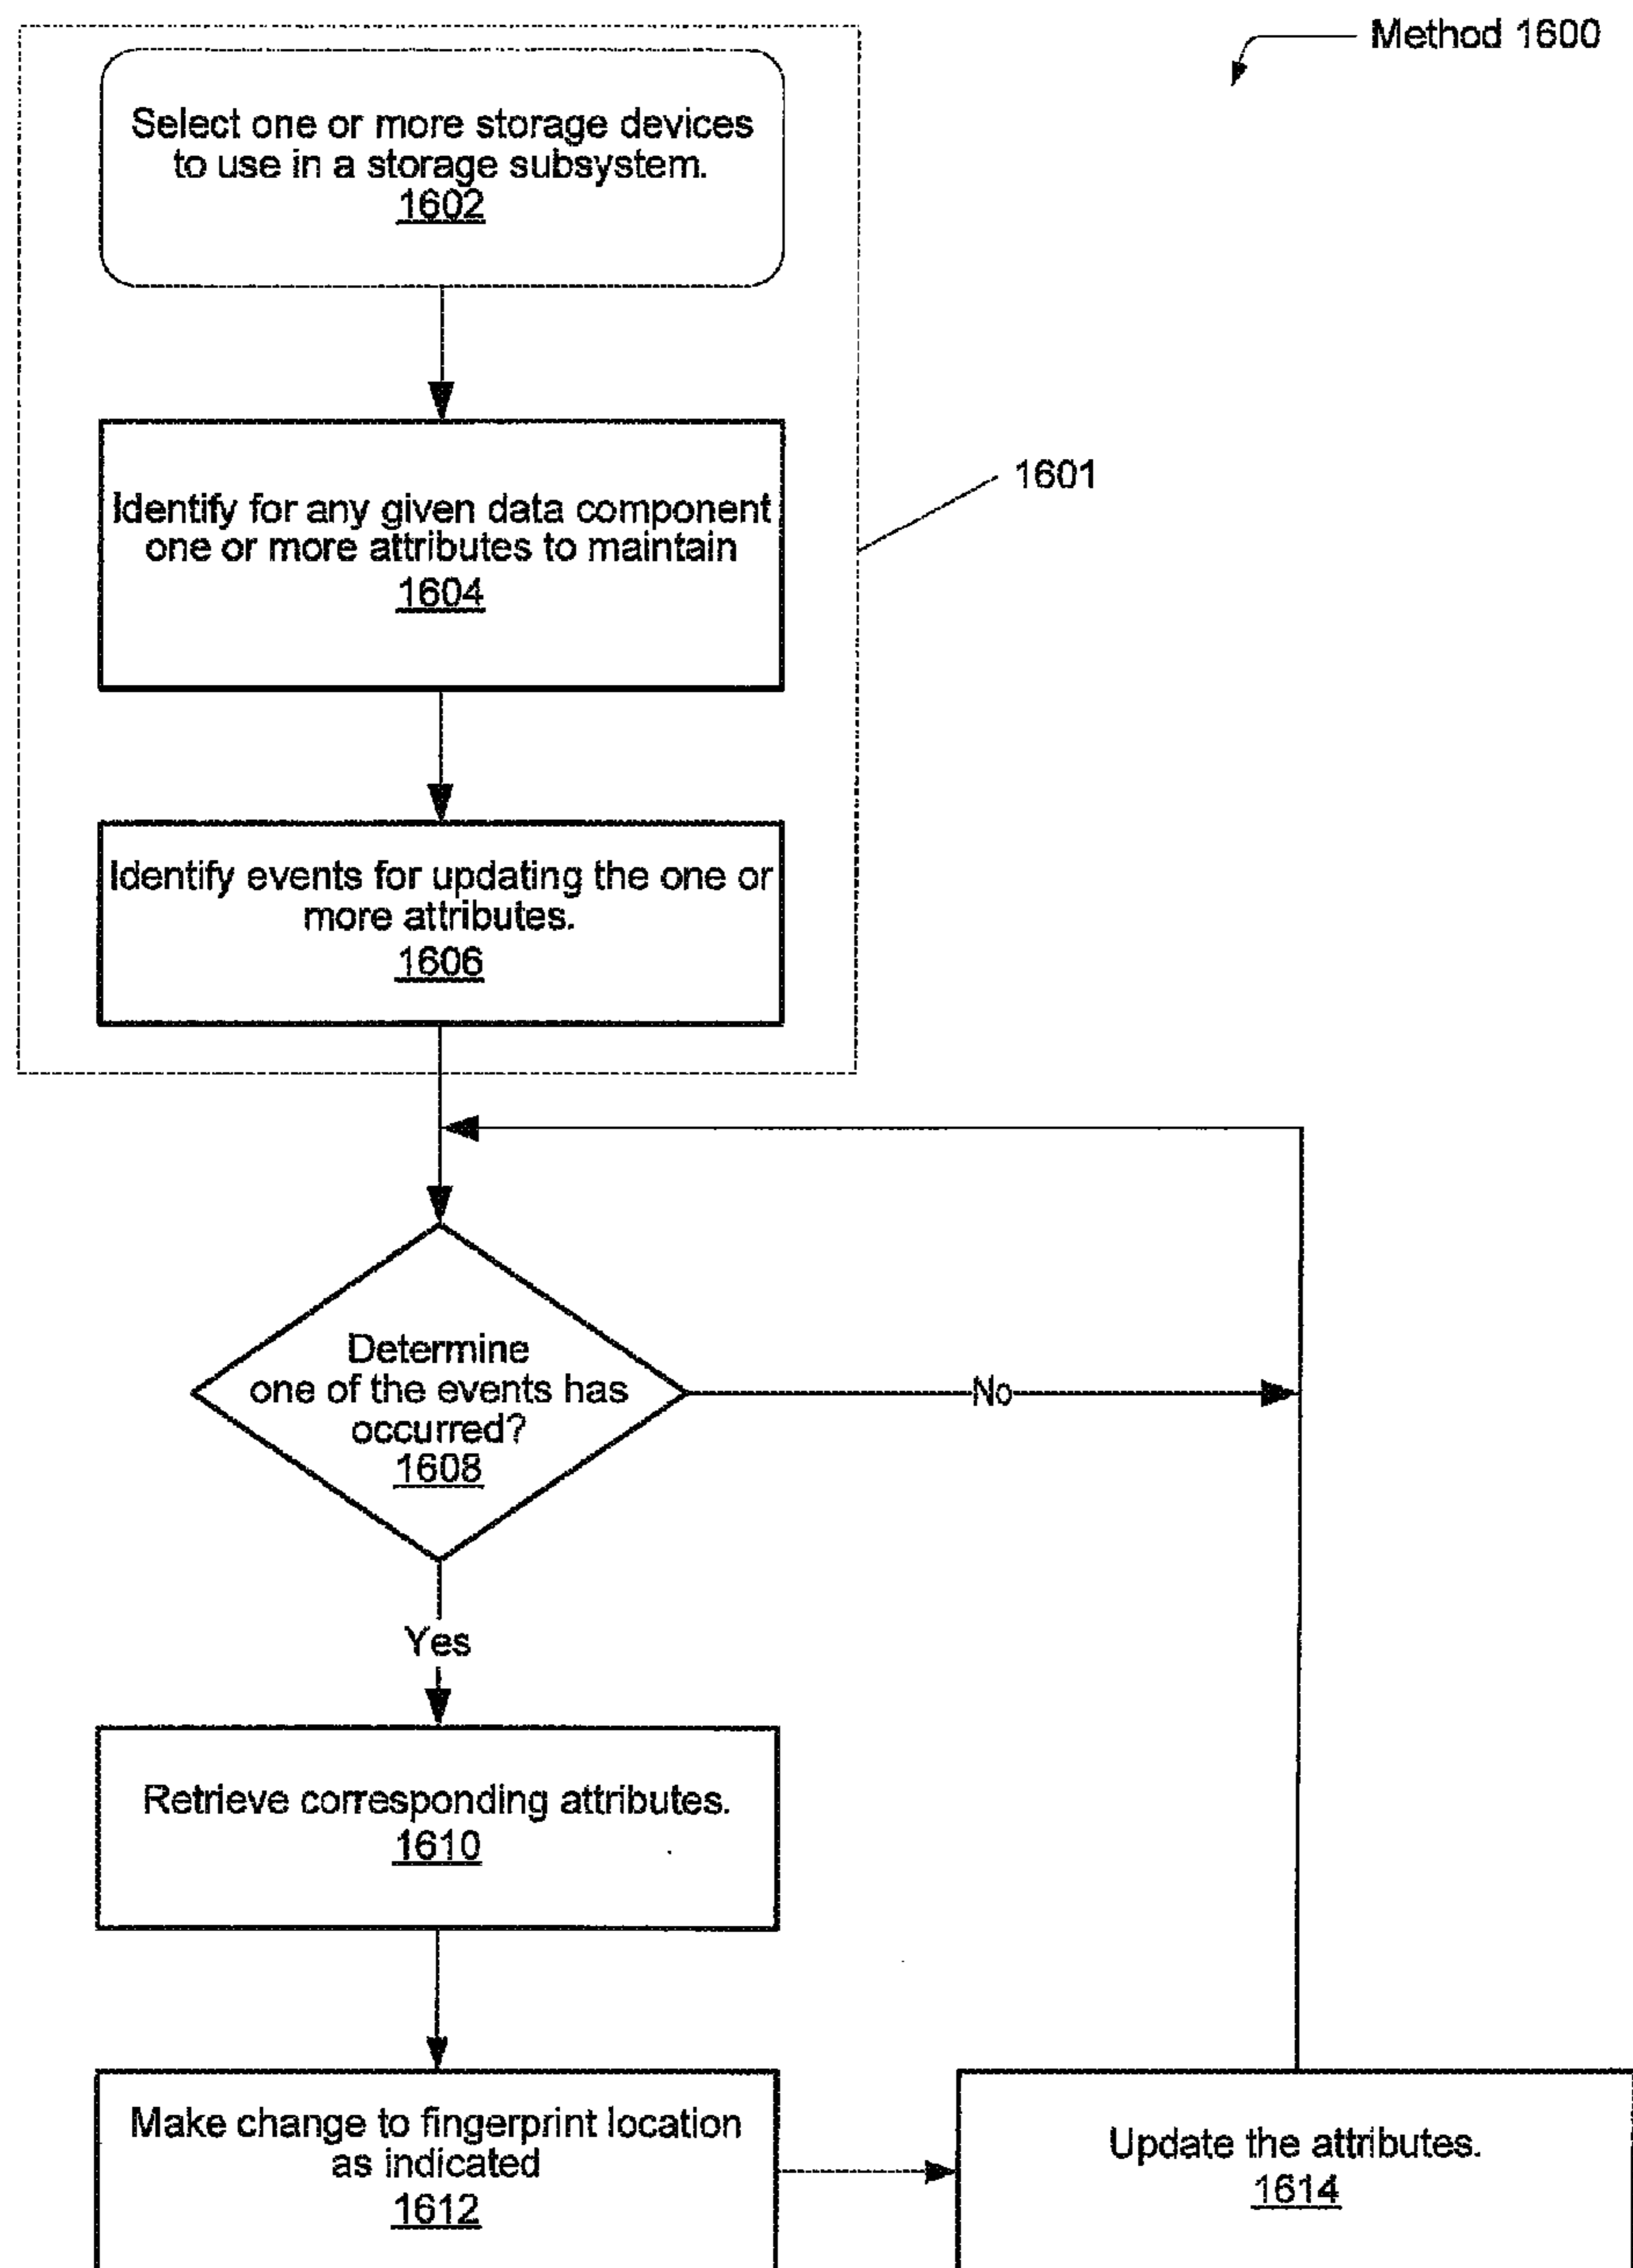 Method 1600
Select one or more storage devices
to use in a storage subsystem.
1602
Identify for any given data component
one or more attributes to maintain
1604
1601
Identify events for updating the one or
more attributes.
1606
Determine
one of the events has
occurred?
1608
No
Yes
Retrieve corresponding attributes.
1610
Make change to fingerprint location
as indicated
1612
Update the attributes.
1614